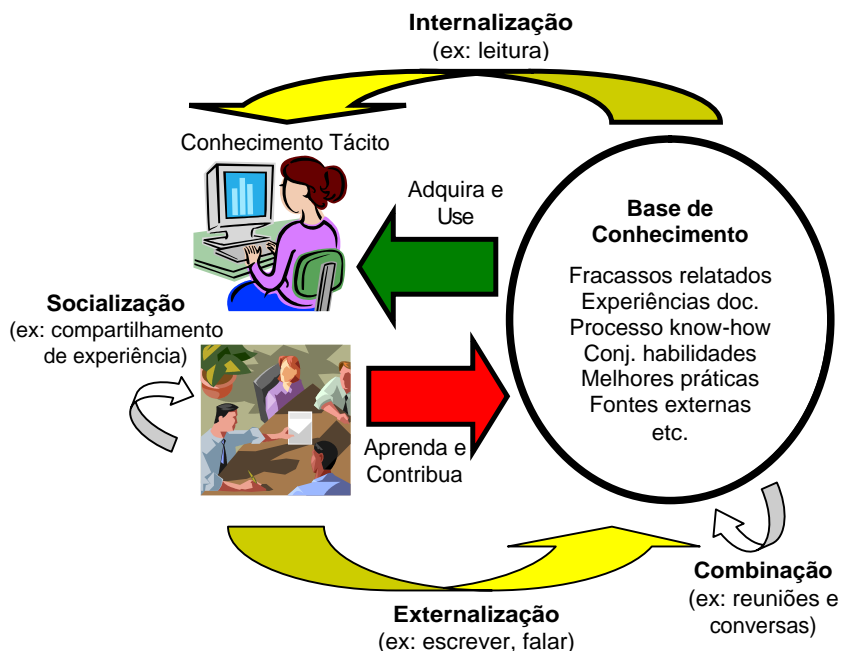 Internalização
(ex: leitura)
Conhecimento Tácito
Adquira e
Use
Base de
Conhecimento
Fracassos relatados
Experiências doc.
Processo know-how
Conj. habilidades
Melhores práticas
Fontes externas
etc.
Socialização
(ex: compartilhamento
de experiência)
Aprenda e
Contribua
Combinação
(ex: reuniões e
conversas)
Externalização
(ex: escrever, falar)